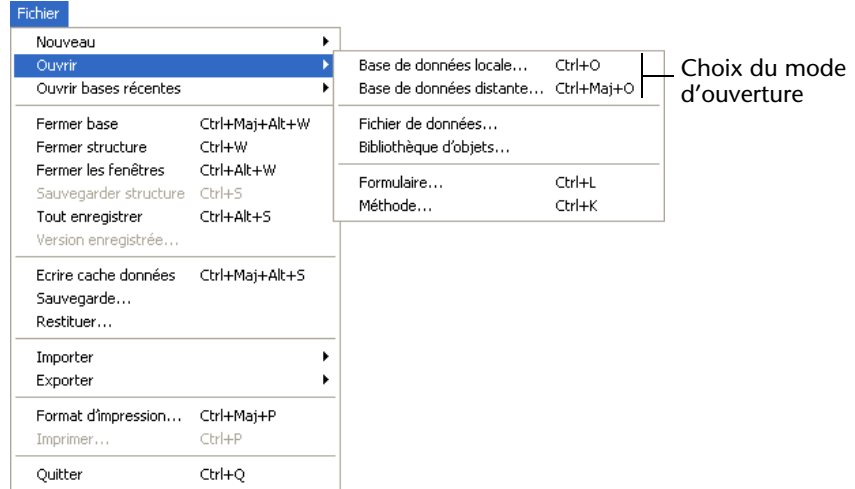 Fichier
Nouveau
Ouvrir
Ouvrir bases récentes
Fermer base Ctrl+Maj+Alt+W
Fermer structure Ctrl+W
Fermer les fenêtres Ctrl+Alt+W
Sauvegarder structure Ctrl+S
Tout enregistrer Ctrl+Alt+S
Version enregistrée...
Ecrire cache données Ctrl+Maj+Alt+S
Sauvegarde...
Restituer...
Importer
Exporter
Format d'impression... Ctrl+Maj+P
Imprimer... Ctrl+P
Quitter Ctrl+Q
Base de données locale... Ctrl+O
Base de données distante... Ctrl+Maj+O
Fichier de données...
Bibliothèque d'objets...
Formulaire... Ctrl+L
Méthode... Ctrl+K
Choix du mode
d’ouverture